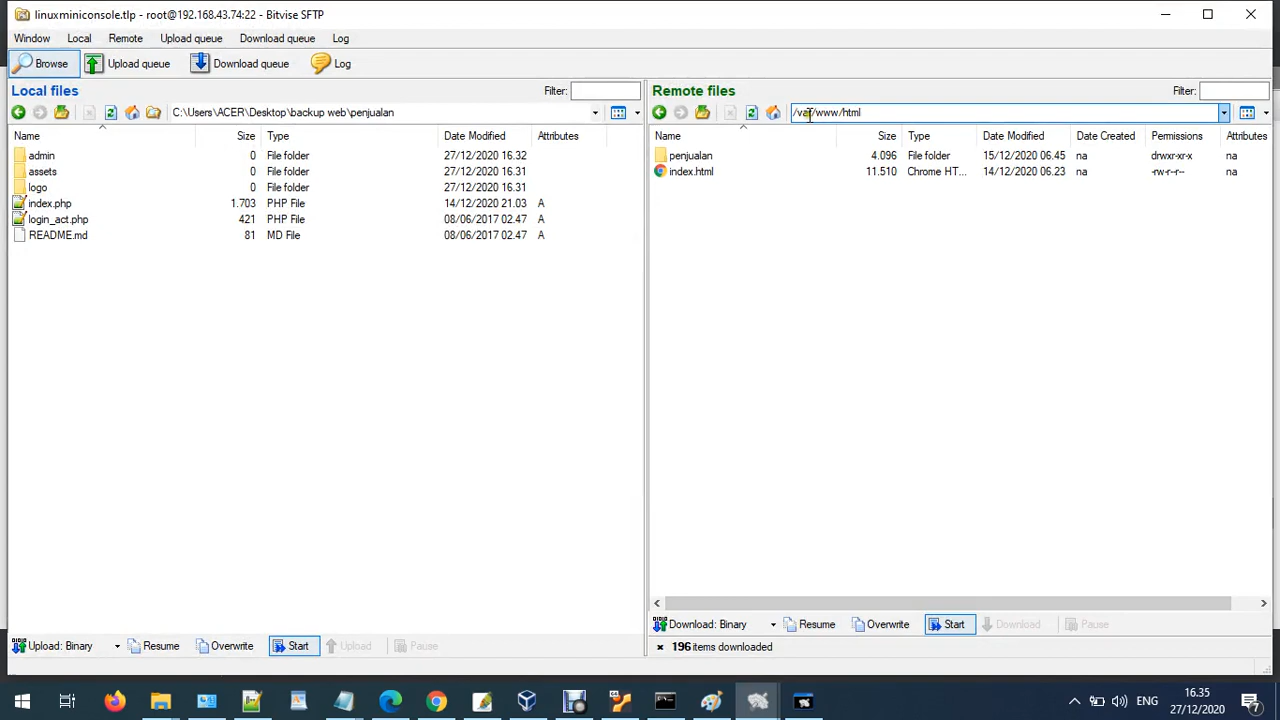 linuxminiconsole.tlp - root@192.168.43.74:22 - Bitvise SFTP
Window Local Remote Upload queue Download queue Log
Browse Upload queue Download queue Log
Local files Filter:
C:\Users\ACER\Desktop\backup web\penjualan
Name Size Type Date Modified Attributes
admin 0 File folder 27/12/2020 16.32
assets 0 File folder 27/12/2020 16.31
logo 0 File folder 27/12/2020 16.31
index.php 1.703 PHP File 14/12/2020 21.03 A
login_act.php 421 PHP File 08/06/2017 02.47 A
README.md 81 MD File 08/06/2017 02.47 A
Upload: Binary Resume Overwrite Start Upload Pause
Remote files Filter:
/var/www/html
Name Size Type Date Modified Date Created Permissions Attributes
penjualan 4.096 File folder 15/12/2020 06.45 na drwxr-xr-x na
index.html 11.510 Chrome HT... 14/12/2020 06.23 na -rw-r--r-- na
Download: Binary Resume Overwrite Start Download Pause
196 items downloaded
ENG
16.35
27/12/2020
7